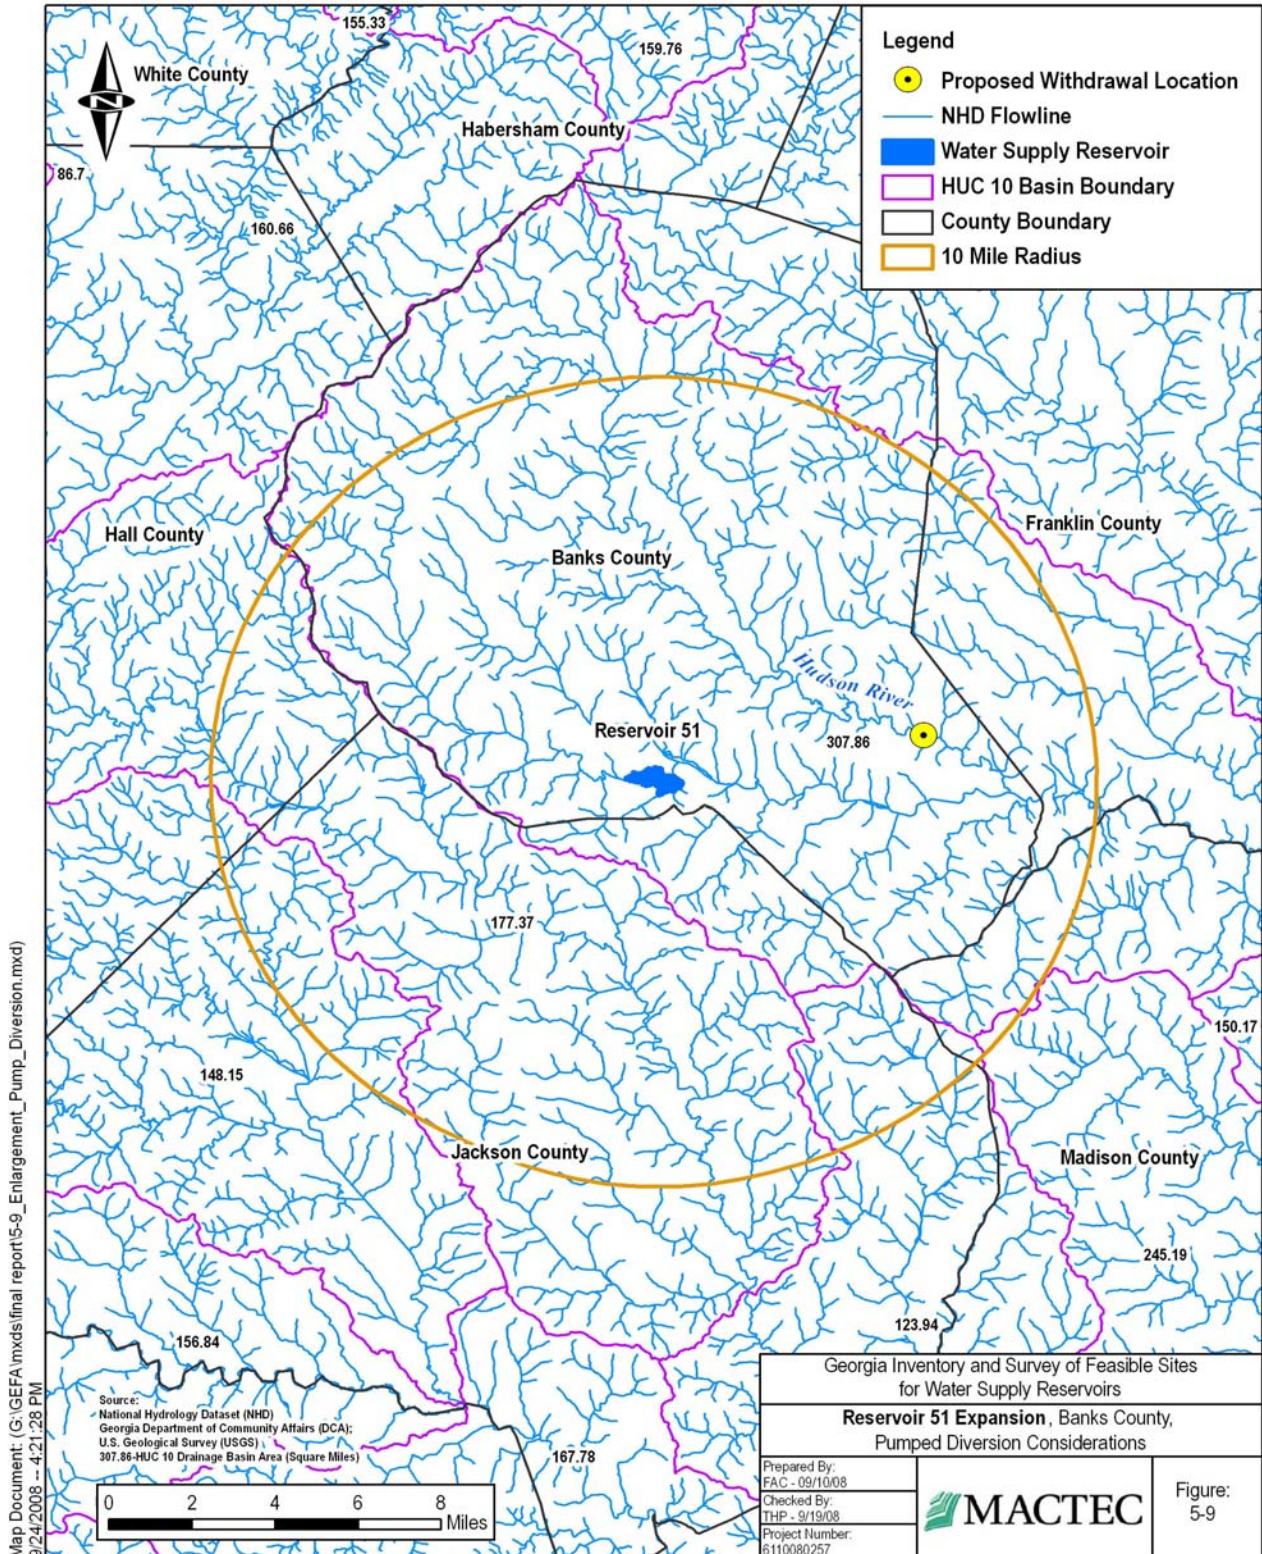 155.33
159.76
White County
N
Habersham County
86.7
160.66
Legend
Proposed Withdrawal Location
NHD Flowline
Water Supply Reservoir
HUC 10 Basin Boundary
County Boundary
10 Mile Radius
Hall County
Banks County
Franklin County
Hudson River
Reservoir 51
307.86
177.37
150.17
148.15
Jackson County
Madison County
245.19
123.94
156.84
167.78
Source:
National Hydrology Dataset (NHD)
Georgia Department of Community Affairs (DCA);
U.S. Geological Survey (USGS)
307.86-HUC 10 Drainage Basin Area (Square Miles)
0 2 4 6 8
Miles
Georgia Inventory and Survey of Feasible Sites
for Water Supply Reservoirs
Reservoir 51 Expansion, Banks County,
Pumped Diversion Considerations
Prepared By:
FAC - 09/10/08
Checked By:
THP - 9/19/08
Project Number:
6110080257
MACTEC
Figure:
5-9
Map Document: (G:\GEFA\mxds\final report\5-9_Enlargement_Pump_Diversion.mxd)
9/24/2008 -- 4:21:28 PM